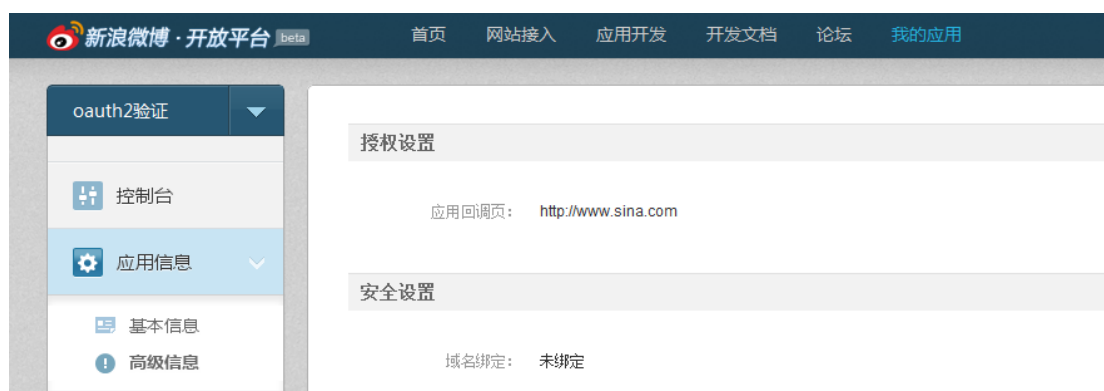 新浪微博·开放平台 beta 首页 网站接入 应用开发 开发文档 论坛 我的应用
oauth2验证
授权设置
控制台
应用回调页： http://www.sina.com
应用信息
安全设置
基本信息
高级信息
域名绑定： 未绑定